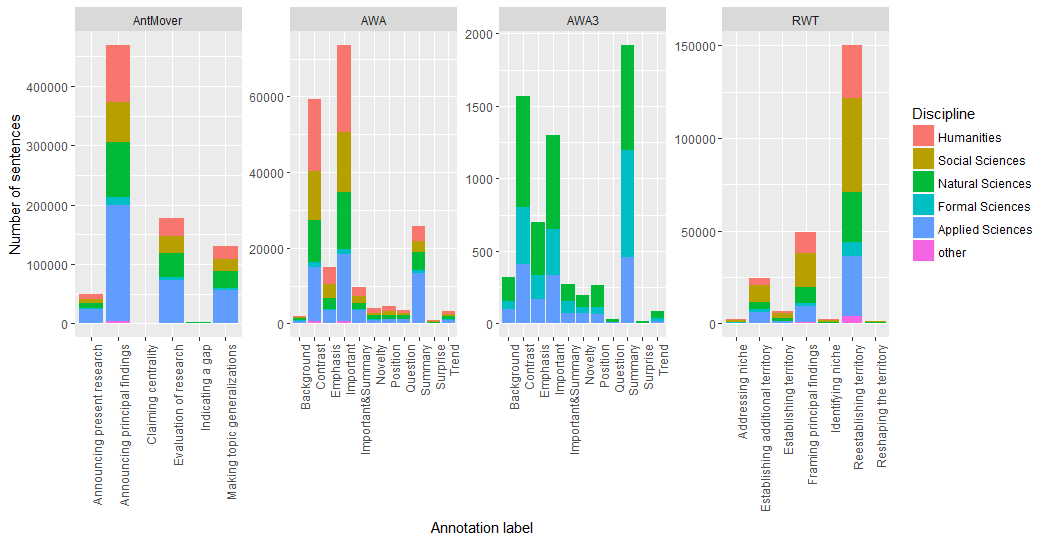 AntMover
AWA
AWA3
RWT
Number of sentences
400000
300000
200000
100000
0
60000
40000
20000
0
2000
1500
1000
500
0
150000
100000
50000
0
Announcing present research
Announcing principal findings
Claiming centrality
Evaluation of research
Indicating a gap
Making topic generalizations
Background
Contrast
Emphasis
Important
Important&Summary
Novelty
Position
Question
Summary
Surprise
Trend
Background
Contrast
Emphasis
Important
Important&Summary
Novelty
Position
Question
Summary
Surprise
Trend
Addressing niche
Establishing additional territory
Establishing territory
Framing principal findings
Identifying niche
Reestablishing territory
Reshaping the territory
Annotation label
Discipline
Humanities
Social Sciences
Natural Sciences
Formal Sciences
Applied Sciences
other